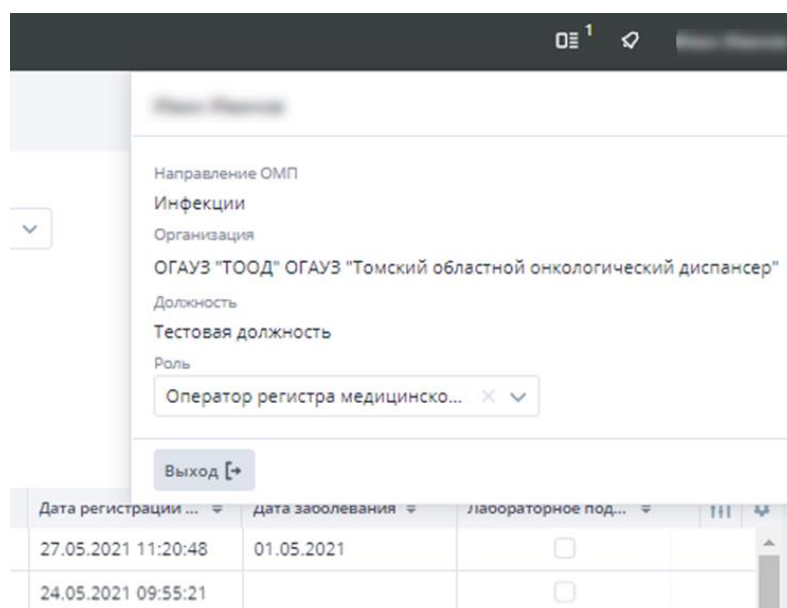 1
Направление ОМП
Инфекции
Организация
ОГАУЗ "ТООД" ОГАУЗ "Томский областной онкологический диспансер"
Должность
Тестовая должность
Роль
Оператор регистра медицинско...
Выход
Дата регистрации ... Дата заболевания Лабораторное под...
27.05.2021 11:20:48 01.05.2021
24.05.2021 09:55:21